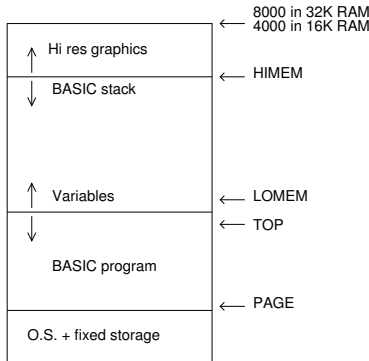 8000 in 32K RAM
4000 in 16K RAM
Hi res graphics
HIMEM
BASIC stack
Variables
LOMEM
TOP
BASIC program
PAGE
O.S. + fixed storage